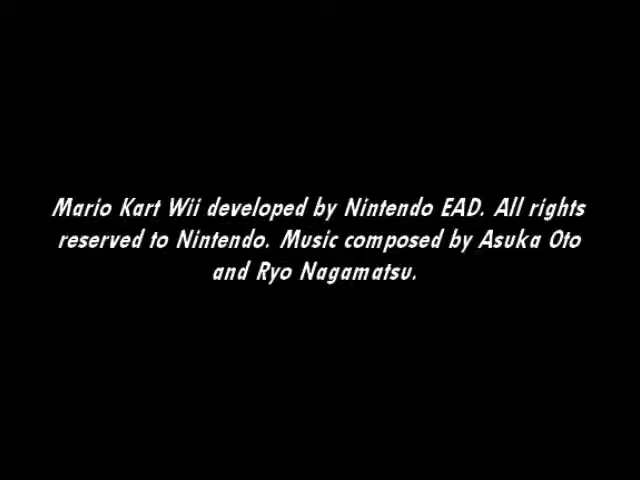 Mario Kart Wii developed by Nintendo EAD. All rights
reserved to Nintendo. Music composed by Asuka Oto
and Ryo Nagamatsu.